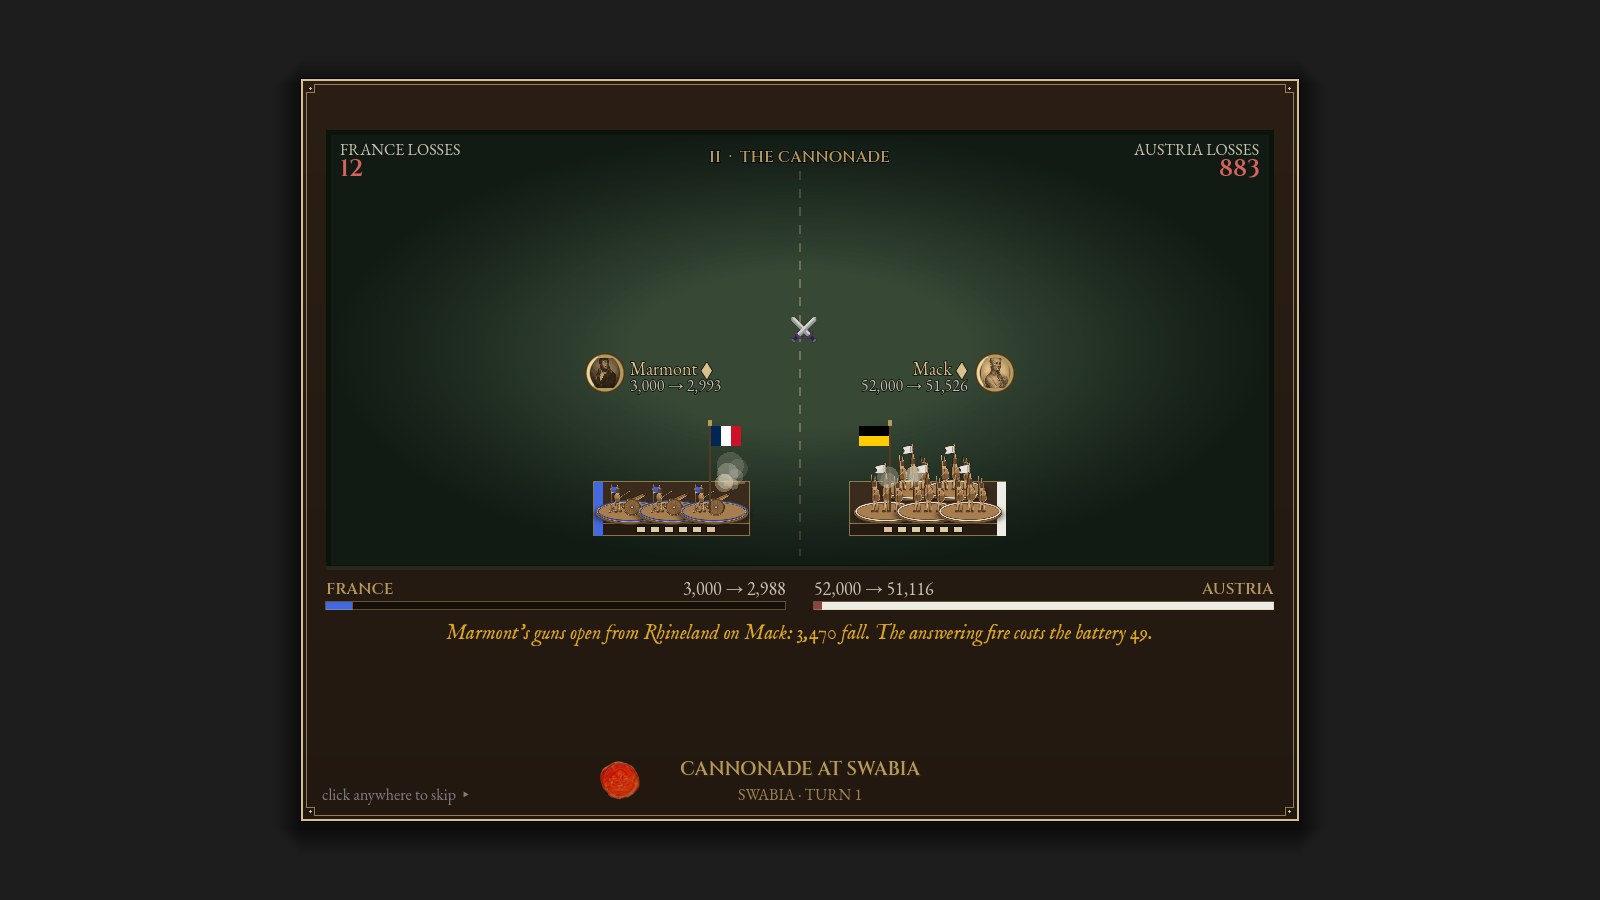 FRANCE LOSSES
12
II · THE CANNONADE
AUSTRIA LOSSES
883
Marmont ♦
3,000 → 2,993
Mack ♦
52,000 → 51,526
FRANCE
3,000 → 2,988
52,000 → 51,116
AUSTRIA
Marmont's guns open from Rhineland on Mack: 3,470 fall. The answering fire costs the battery 49.
CANNONADE AT SWABIA
SWABIA · TURN 1
click anywhere to skip ▸